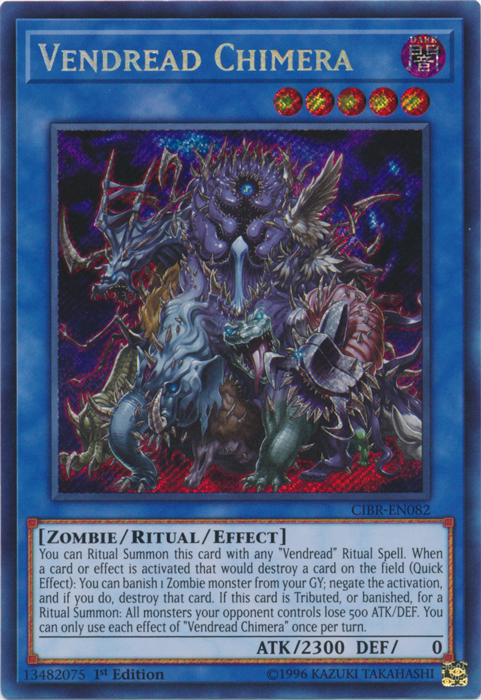 VENDREAD CHIMERA
DARK
闇
CIBR-EN082
[ZOMBIE/RITUAL/EFFECT]
You can Ritual Summon this card with any "Vendread" Ritual Spell. When
a card or effect is activated that would destroy a card on the field (Quick
Effect): You can banish 1 Zombie monster from your GY; negate the activation,
and if you do, destroy that card. If this card is Tributed, or banished, for a
Ritual Summon: All monsters your opponent controls lose 500 ATK/DEF. You
can only use each effect of "Vendread Chimera" once per turn.
ATK/2300 DEF/ 0
13482075 1st Edition ©1996 KAZUKI TAKAHASHI